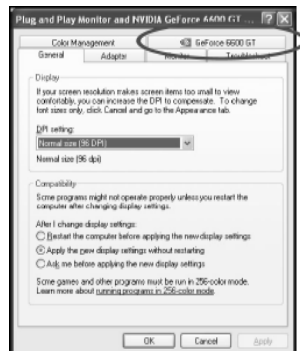 Plug and Play Monitor and NVIDIA GeForce 6600 GT ...
Color Management
GeForce 6600 GT
General
Adapter
Monitor
Troubleshoot
Display
If your screen resolution makes screen items too small to view
comfortably, you can increase the DPI to compensate. To change
font sizes only, click Cancel and go to the Appearance tab.
DPI setting:
Normal size (96 DPI)
Normal size (96 dpi)
Compatibility
Some programs might not operate properly unless you restart the
computer after changing display settings.
After I change display settings:
Restart the computer before applying the new display settings
Apply the new display settings without restarting
Ask me before applying the new display settings
Some games and other programs must be run in 256-color mode.
Learn more about running programs in 256-color mode.
OK
Cancel
Apply